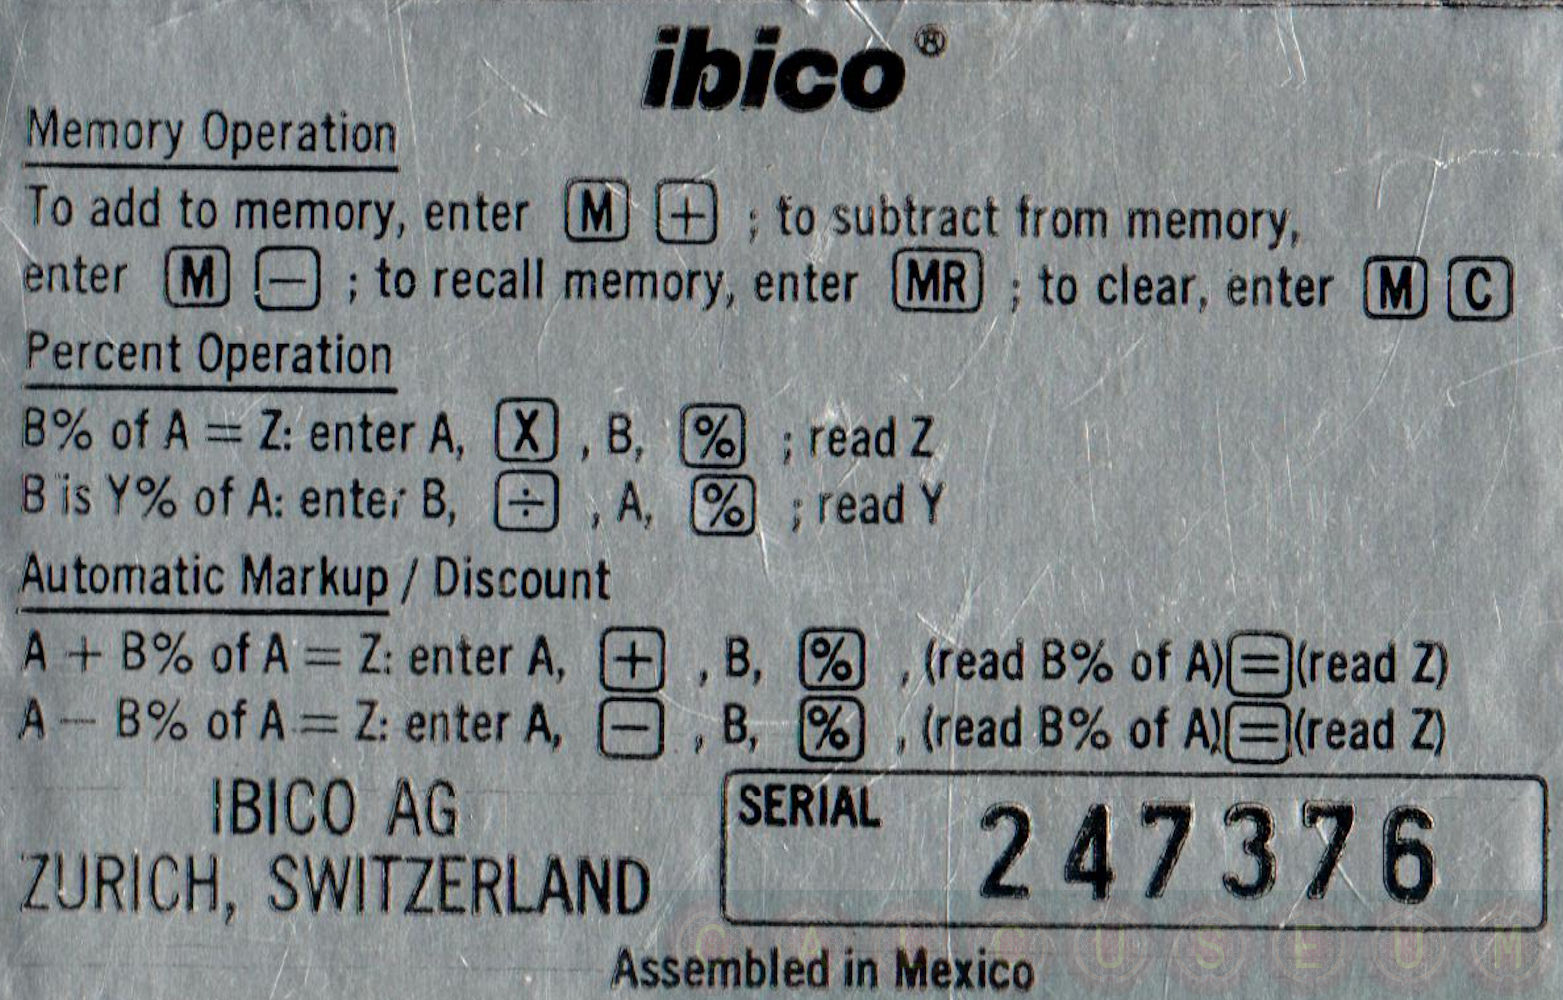 ibico®
Memory Operation
To add to memory, enter [M] [+] ; to subtract from memory,
enter [M] [−] ; to recall memory, enter [MR] ; to clear, enter [M] [C]
Percent Operation
B% of A = Z: enter A, [X] , B, [%] ; read Z
B is Y% of A: enter B, [÷] , A, [%] ; read Y
Automatic Markup / Discount
A + B% of A = Z: enter A, [+] , B, [%] , (read B% of A)[=](read Z)
A − B% of A = Z: enter A, [−] , B, [%] , (read B% of A)[=](read Z)
IBICO AG
ZURICH, SWITZERLAND
SERIAL 247376
CALCUSEUM
Assembled in Mexico